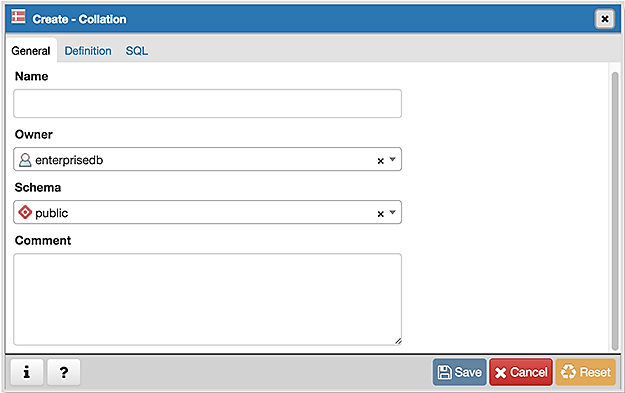 Create - Collation
General Definition SQL
Name
Owner
enterprisedb
Schema
public
Comment
i ? Save Cancel Reset